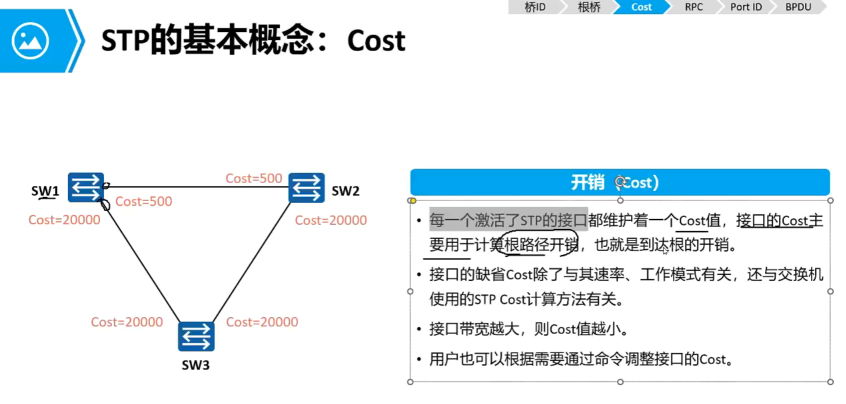 桥ID 根桥 Cost RPC Port ID BPDU
STP的基本概念：Cost
SW1
Cost=500
SW2
Cost=500
Cost=20000
Cost=20000
Cost=20000
Cost=20000
SW3
开销（Cost）
• 每一个激活了STP的接口都维护着一个Cost值，接口的Cost主
要用于计算根路径开销，也就是到达根的开销。
• 接口的缺省Cost除了与其速率、工作模式有关，还与交换机
使用的STP Cost计算方法有关。
• 接口带宽越大，则Cost值越小。
• 用户也可以根据需要通过命令调整接口的Cost。